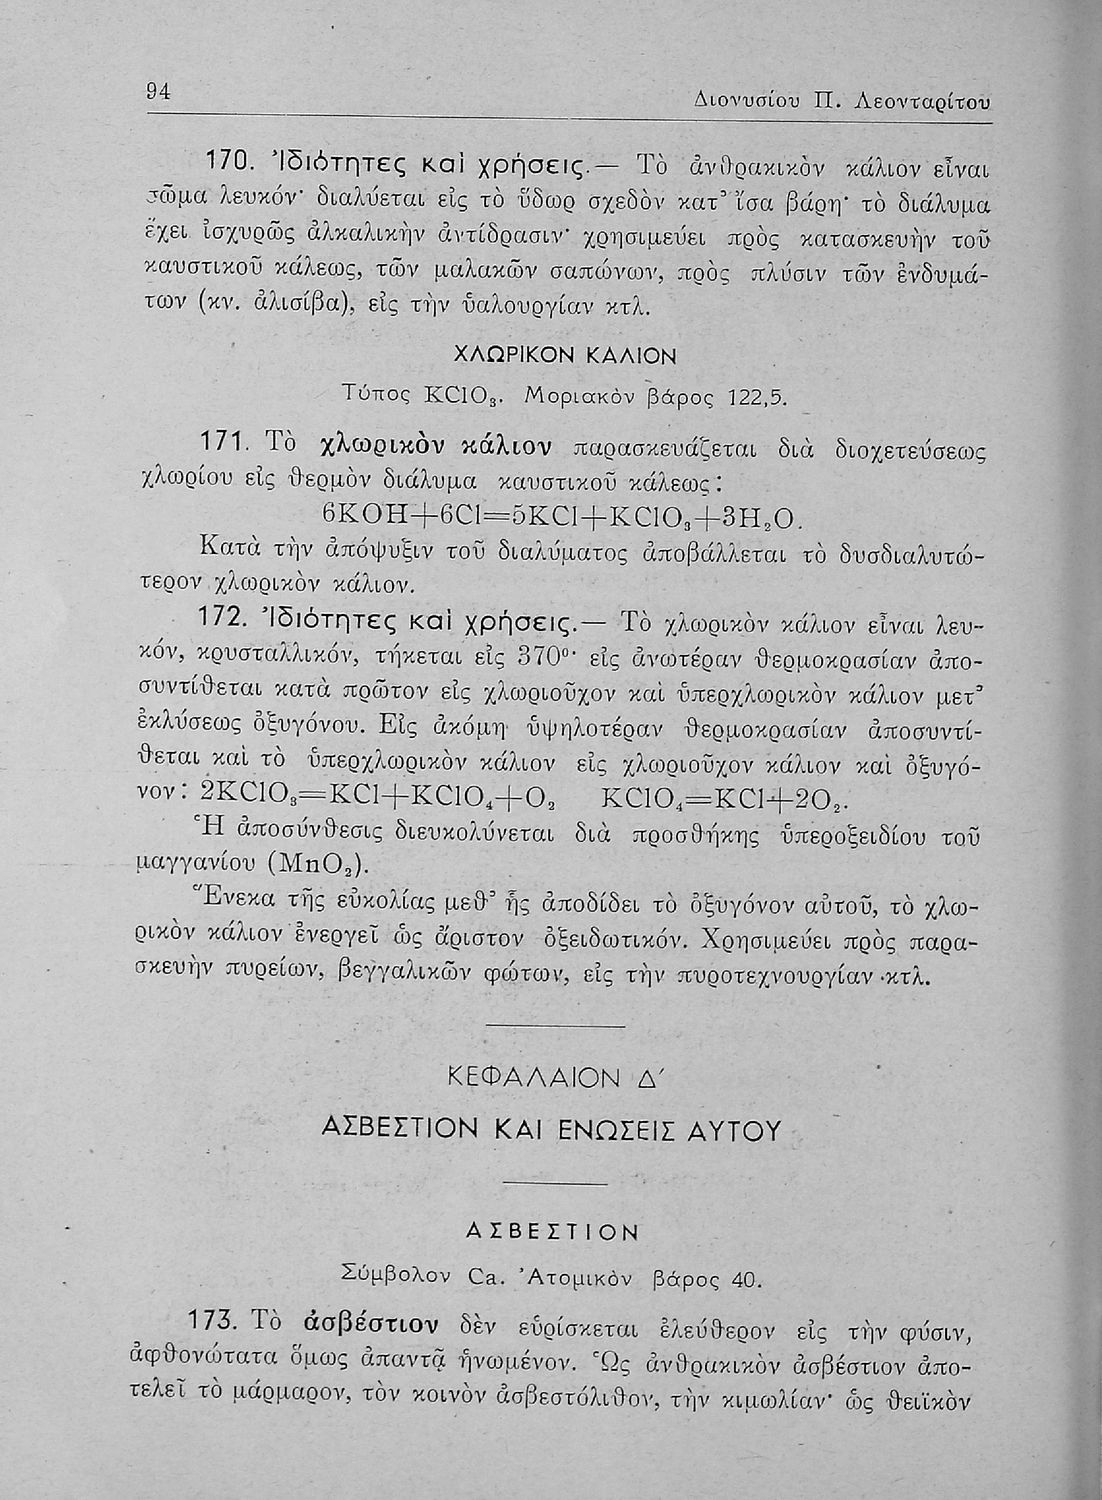 94
Διονυσίου Π. Λεονταρίτου
170. Ἰδιότητες καὶ χρήσεις.— Τὸ ἀνθρακικὸν κάλιον εἶναι
σῶμα λευκόν· διαλύεται εἰς τὸ ὕδωρ σχεδὸν κατ᾿ ἴσα βάρη· τὸ διάλυμα
ἔχει ἰσχυρῶς ἀλκαλικὴν ἀντίδρασιν· χρησιμεύει πρὸς κατασκευὴν τοῦ
καυστικοῦ κάλεως, τῶν μαλακῶν σαπώνων, πρὸς πλύσιν τῶν ἐνδυμά-
των (κν. ἀλισίβα), εἰς τὴν ὑαλουργίαν κτλ.
ΧΛΩΡΙΚΟΝ ΚΑΛΙΟΝ
Τύπος KClO₃. Μοριακὸν βάρος 122,5.
171. Τὸ χλωρικὸν κάλιον παρασκευάζεται διὰ διοχετεύσεως
χλωρίου εἰς θερμὸν διάλυμα καυστικοῦ κάλεως:
6KOH+6Cl=5KCl+KClO₃+3H₂O.
Κατὰ τὴν ἀπόψυξιν τοῦ διαλύματος ἀποβάλλεται τὸ δυσδιαλυτώ-
τερον χλωρικὸν κάλιον.
172. Ἰδιότητες καὶ χρήσεις.— Τὸ χλωρικὸν κάλιον εἶναι λευ-
κόν, κρυσταλλικόν, τήκεται εἰς 370°· εἰς ἀνωτέραν θερμοκρασίαν ἀπο-
συντίθεται κατὰ πρῶτον εἰς χλωριοῦχον καὶ ὑπερχλωρικὸν κάλιον μετ᾿
ἐκλύσεως ὀξυγόνου. Εἰς ἀκόμη ὑψηλοτέραν θερμοκρασίαν ἀποσυντί-
θεται καὶ τὸ ὑπερχλωρικὸν κάλιον εἰς χλωριοῦχον κάλιον καὶ ὀξυγό-
νον: 2KClO₃=KCl+KClO₄+O₂ KClO₄=KCl+2O₂.
Ἡ ἀποσύνθεσις διευκολύνεται διὰ προσθήκης ὑπεροξειδίου τοῦ
μαγγανίου (MnO₂).
Ἕνεκα τῆς εὐκολίας μεθ᾿ ἧς ἀποδίδει τὸ ὀξυγόνον αὐτοῦ, τὸ χλω-
ρικὸν κάλιον ἐνεργεῖ ὡς ἄριστον ὀξειδωτικόν. Χρησιμεύει πρὸς παρα-
σκευὴν πυρείων, βεγγαλικῶν φώτων, εἰς τὴν πυροτεχνουργίαν κτλ.
ΚΕΦΑΛΑΙΟΝ Δ΄
ΑΣΒΕΣΤΙΟΝ ΚΑΙ ΕΝΩΣΕΙΣ ΑΥΤΟΥ
ΑΣΒΕΣΤΙΟΝ
Σύμβολον Ca. Ἀτομικὸν βάρος 40.
173. Τὸ ἀσβέστιον δὲν εὑρίσκεται ἐλεύθερον εἰς τὴν φύσιν,
ἀφθονώτατα ὅμως ἀπαντᾷ ἡνωμένον. Ὡς ἀνθρακικὸν ἀσβέστιον ἀπο-
τελεῖ τὸ μάρμαρον, τὸν κοινὸν ἀσβεστόλιθον, τὴν κιμωλίαν· ὡς θειϊκὸν